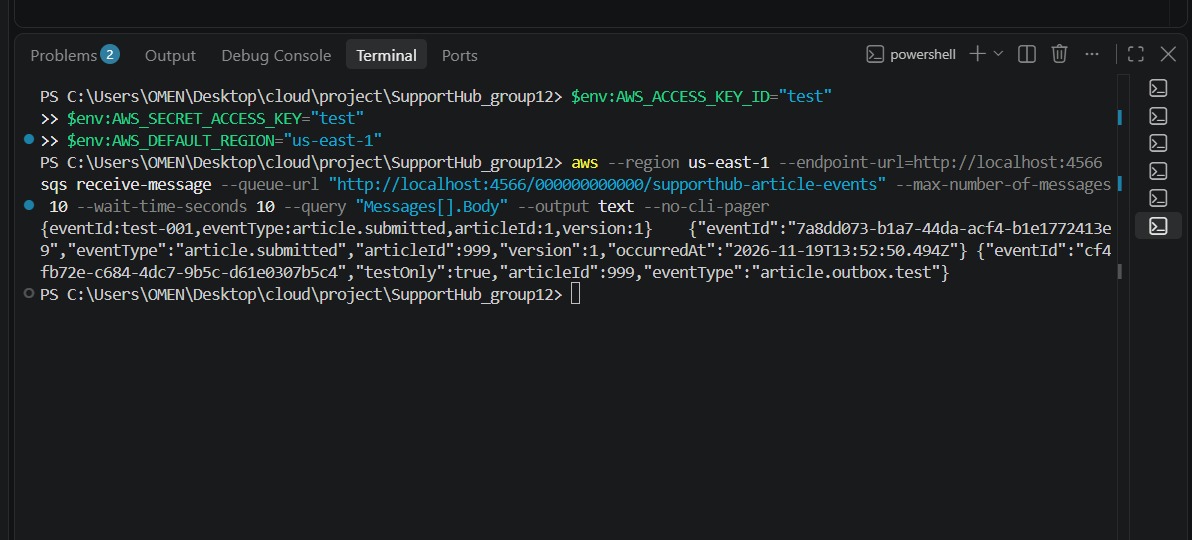 Problems 2 Output Debug Console Terminal Ports powershell
PS C:\Users\OMEN\Desktop\cloud\project\SupportHub_group12> $env:AWS_ACCESS_KEY_ID="test"
>> $env:AWS_SECRET_ACCESS_KEY="test"
>> $env:AWS_DEFAULT_REGION="us-east-1"
PS C:\Users\OMEN\Desktop\cloud\project\SupportHub_group12> aws --region us-east-1 --endpoint-url=http://localhost:4566
sqs receive-message --queue-url "http://localhost:4566/000000000000/supporthub-article-events" --max-number-of-messages
10 --wait-time-seconds 10 --query "Messages[].Body" --output text --no-cli-pager
{eventId:test-001,eventType:article.submitted,articleId:1,version:1}    {"eventId":"7a8dd073-b1a7-44da-acf4-b1e1772413e
9","eventType":"article.submitted","articleId":999,"version":1,"occurredAt":"2026-11-19T13:52:50.494Z"} {"eventId":"cf4
fb72e-c684-4dc7-9b5c-d61e0307b5c4","testOnly":true,"articleId":999,"eventType":"article.outbox.test"}
PS C:\Users\OMEN\Desktop\cloud\project\SupportHub_group12>